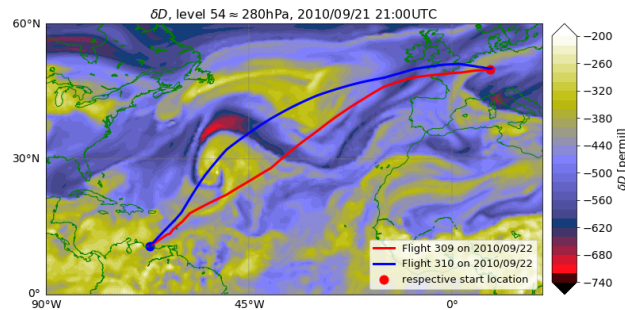 δD, level 54 ≈ 280hPa, 2010/09/21 21:00UTC
60°N
30°N
0°
90°W
45°W
0°
Flight 309 on 2010/09/22
Flight 310 on 2010/09/22
respective start location
−200
−260
−320
−380
−440
−500
−560
−620
−680
−740
δD [permill]